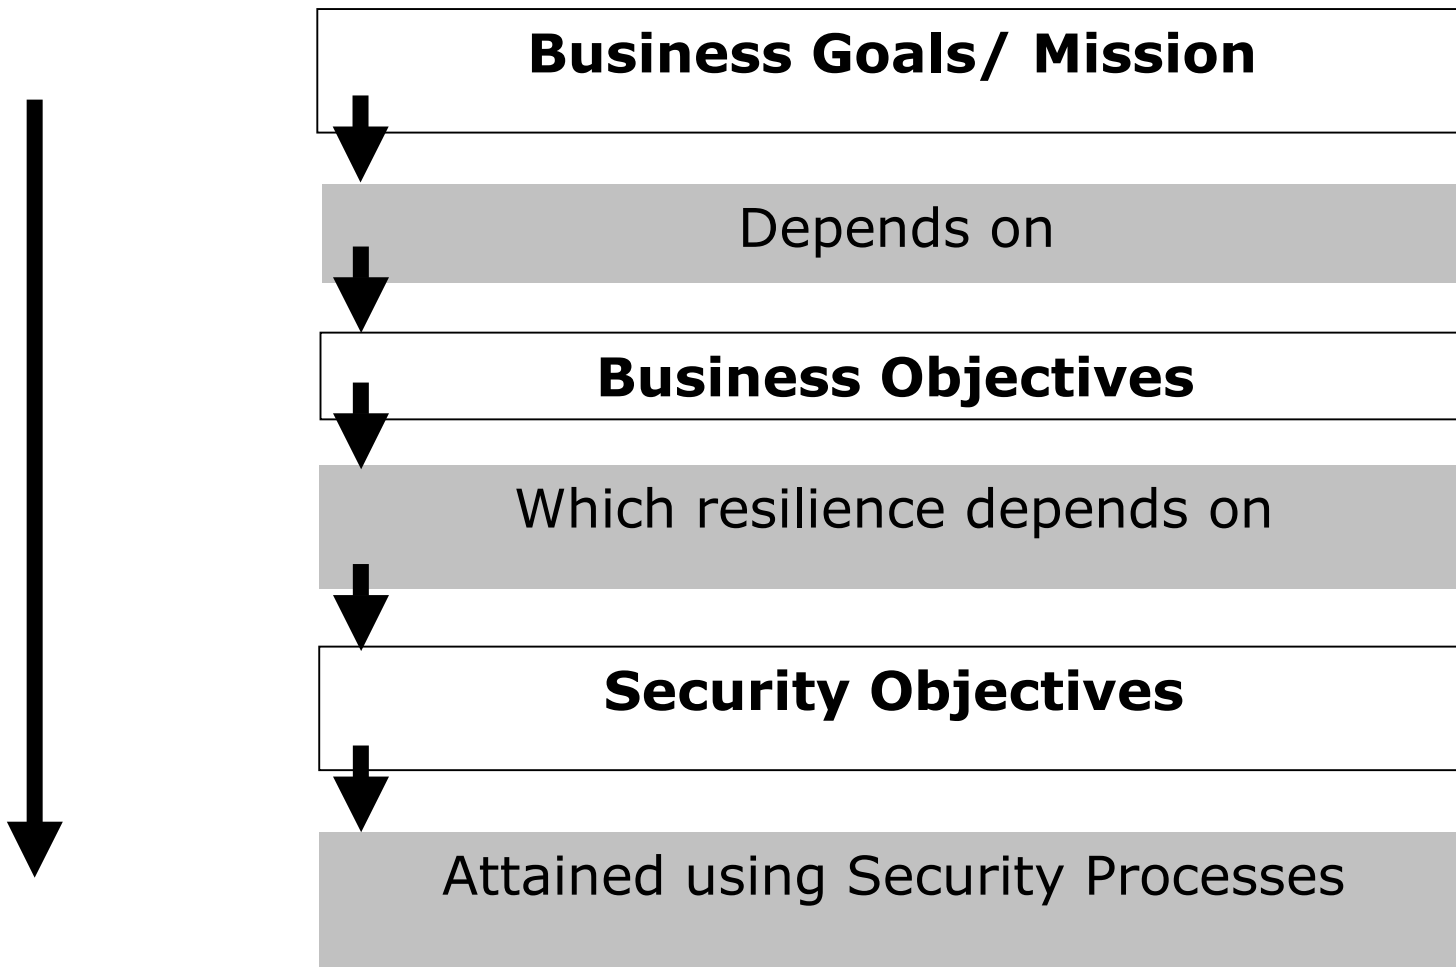 Business Goals/ Mission
Depends on
Business Objectives
Which resilience depends on
Security Objectives
Attained using Security Processes